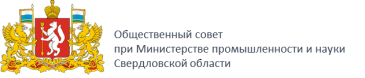 Общественный совет
при Министерстве промышленности и науки
Свердловской области